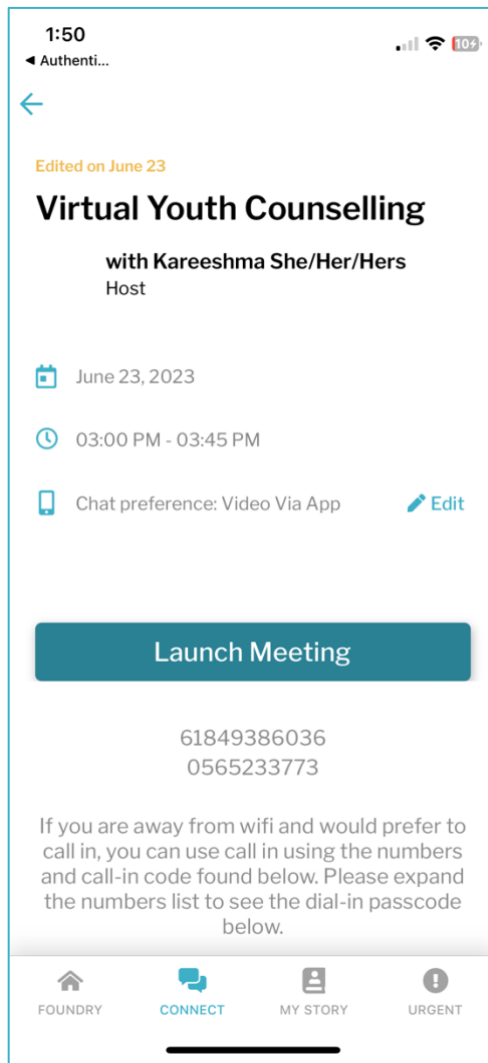 1:50
10
◄ Authenti...
Edited on June 23
Virtual Youth Counselling
with Kareeshma She/Her/Hers
Host
June 23, 2023
03:00 PM - 03:45 PM
Chat preference: Video Via App
Edit
Launch Meeting
61849386036
0565233773
If you are away from wifi and would prefer to
call in, you can use call in using the numbers
and call-in code found below. Please expand
the numbers list to see the dial-in passcode
below.
FOUNDRY
CONNECT
MY STORY
URGENT